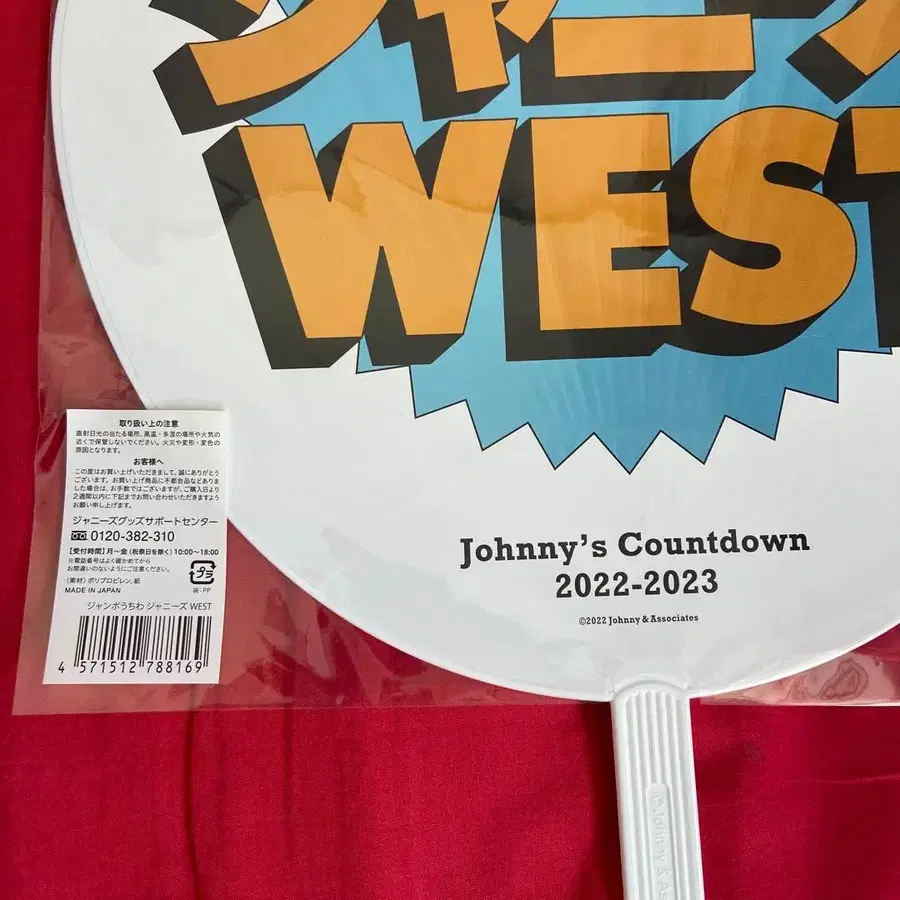 ジャニーズ
WEST
取り扱い上の注意
直射日光の当たる場所、高温・多湿の場所や火気の
近くで保管しないでください。火災や変形・変色の
原因となります。
お客様へ
この度はお買い上げいただきまして、誠にありがとう
ございます。お買い上げ商品に不都合品などありま
した場合は、お手数ではございますが、ご購入日より
2週間以内に下記までお問い合わせいただきますよう
お願い申し上げます。
ジャニーズグッズサポートセンター
0120-382-310
【受付時間】月〜金(祝祭日を除く)10:00〜18:00
※電話番号はよく確かめてから
お間違いのないようにご注意ください。
(素材)ポリプロピレン、紙
MADE IN JAPAN
プラ
袋:PP
ジャンボうちわ ジャニーズ WEST
4 571512 788169
Johnny's Countdown
2022-2023
©2022 Johnny & Associates
© Johnny & As